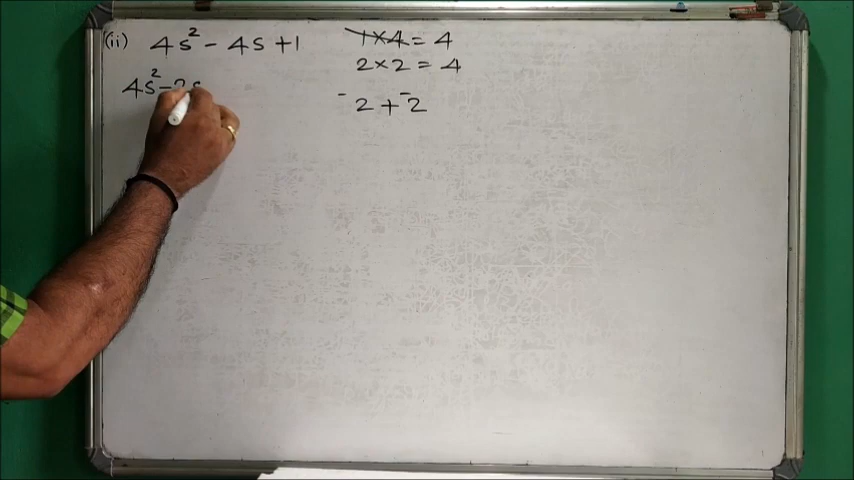 (ii) 4s² - 4s + 1
1 × 4 = 4
2 × 2 = 4
-2 + -2
4s² - 2s